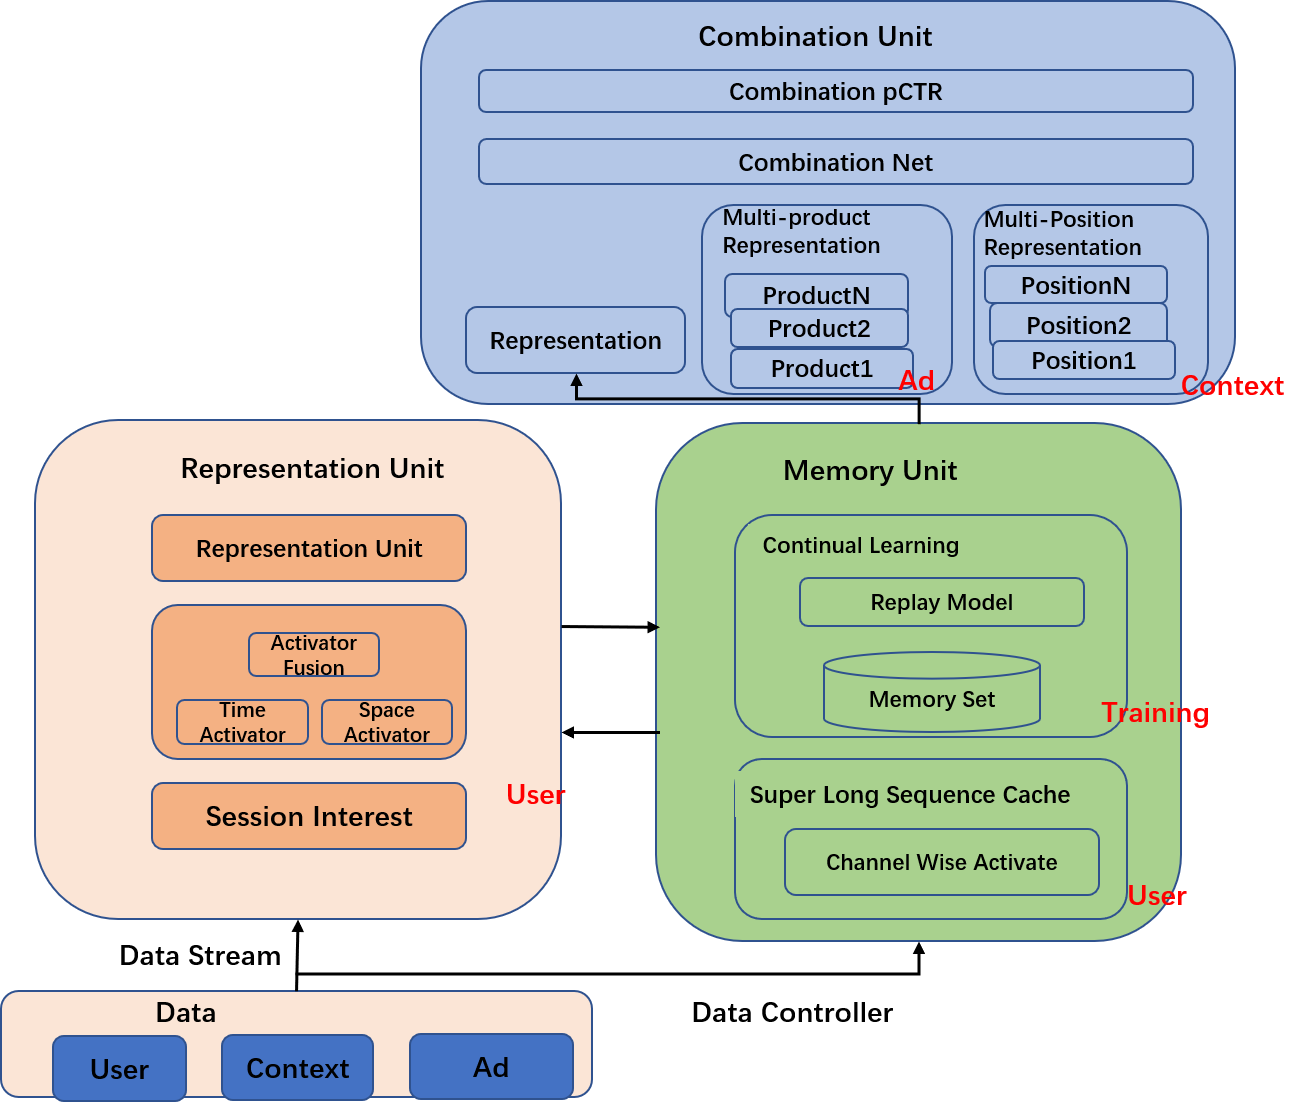 Combination Unit
Combination pCTR
Combination Net
Multi-product
Representation
ProductN
Product2
Product1
Ad
Multi-Position
Representation
PositionN
Position2
Position1
Context
Representation
Representation Unit
Representation Unit
Activator
Fusion
Time
Activator
Space
Activator
Session Interest
User
Memory Unit
Continual Learning
Replay Model
Memory Set
Training
Super Long Sequence Cache
Channel Wise Activate
User
Data Stream
Data Controller
Data
User
Context
Ad